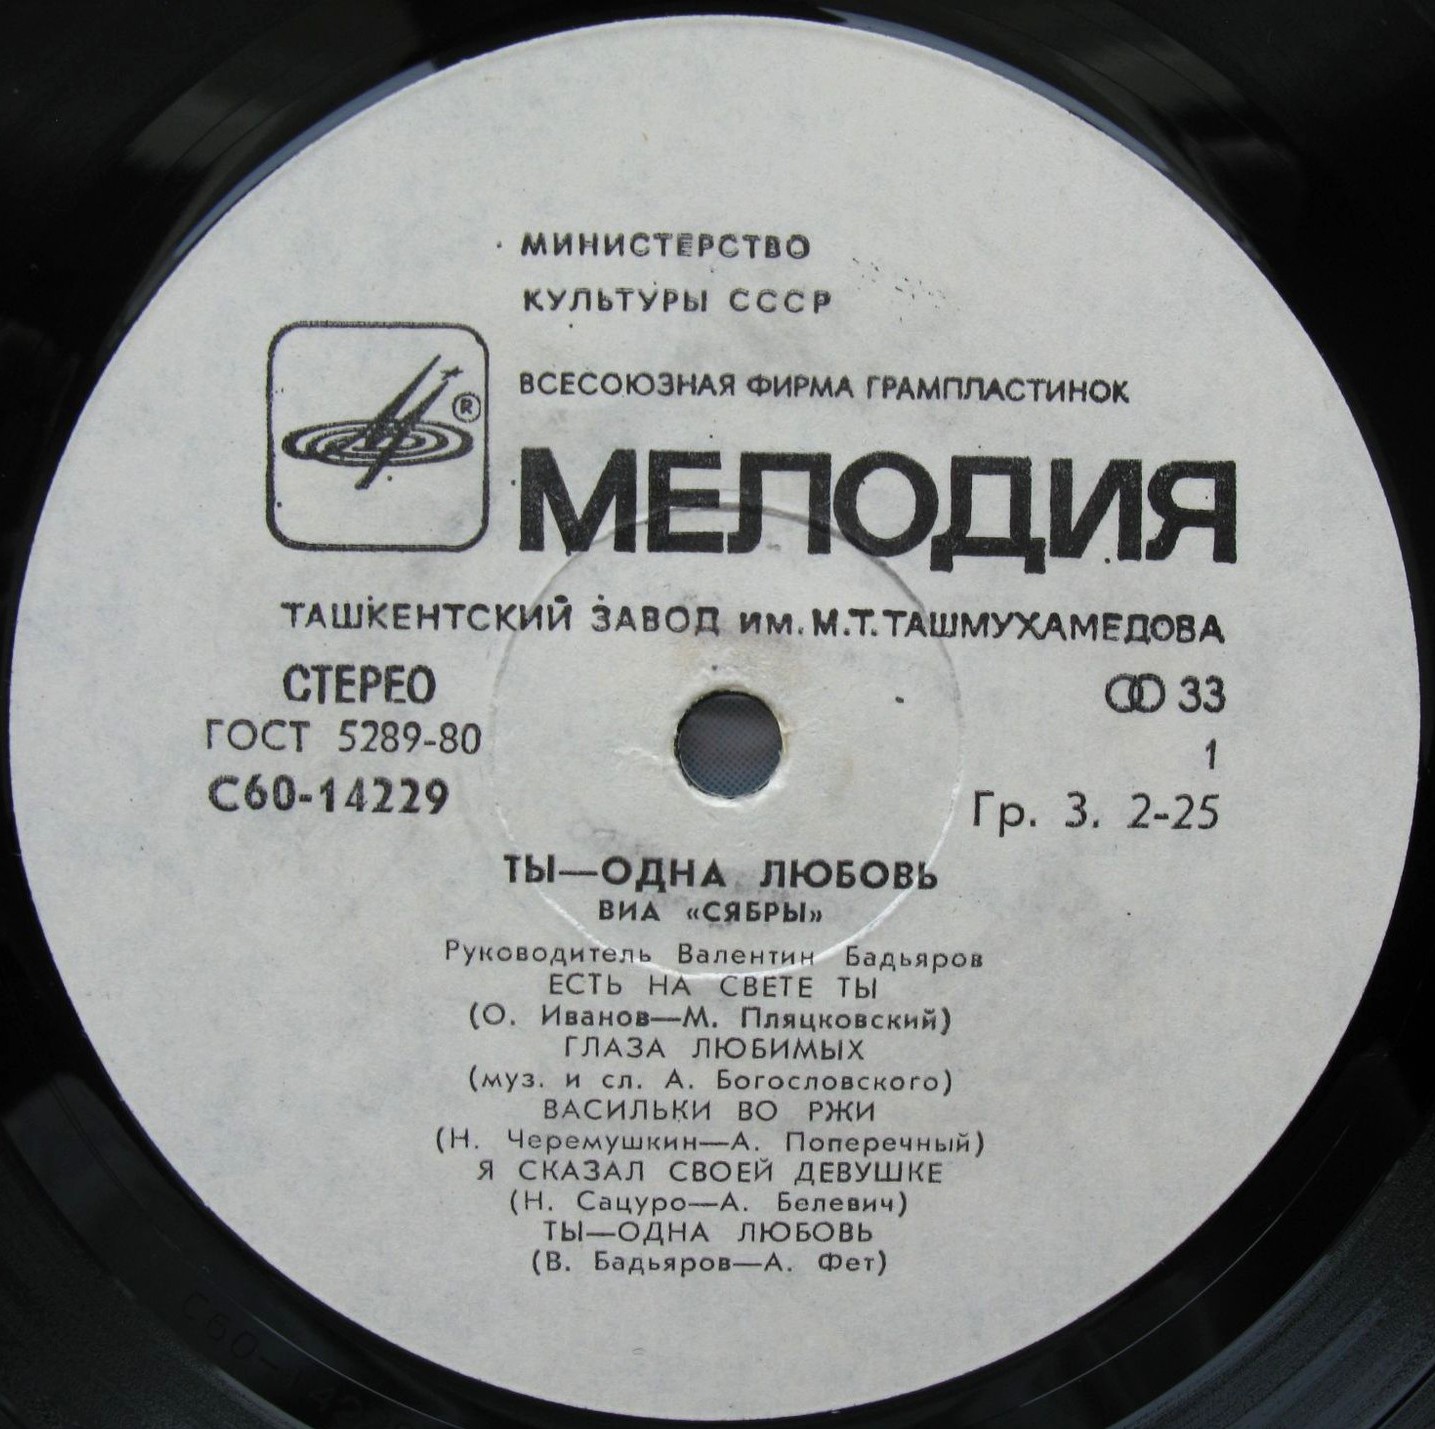 МИНИСТЕРСТВО
КУЛЬТУРЫ СССР
ВСЕСОЮЗНАЯ ФИРМА ГРАМПЛАСТИНОК
®
МЕЛОДИЯ
ТАШКЕНТСКИЙ ЗАВОД им. М.Т. ТАШМУХАМЕДОВА
СТЕРЕО
33
ГОСТ 5289-80
1
С60-14229
Гр. 3. 2-25
ТЫ—ОДНА ЛЮБОВЬ
ВИА «СЯБРЫ»
Руководитель Валентин Бадьяров
ЕСТЬ НА СВЕТЕ ТЫ
(О. Иванов—М. Пляцковский)
ГЛАЗА ЛЮБИМЫХ
(муз. и сл. А. Богословского)
ВАСИЛЬКИ ВО РЖИ
(Н. Черемушкин—А. Поперечный)
Я СКАЗАЛ СВОЕЙ ДЕВУШКЕ
(Н. Сацуро—А. Белевич)
ТЫ—ОДНА ЛЮБОВЬ
(В. Бадьяров—А. Фет)